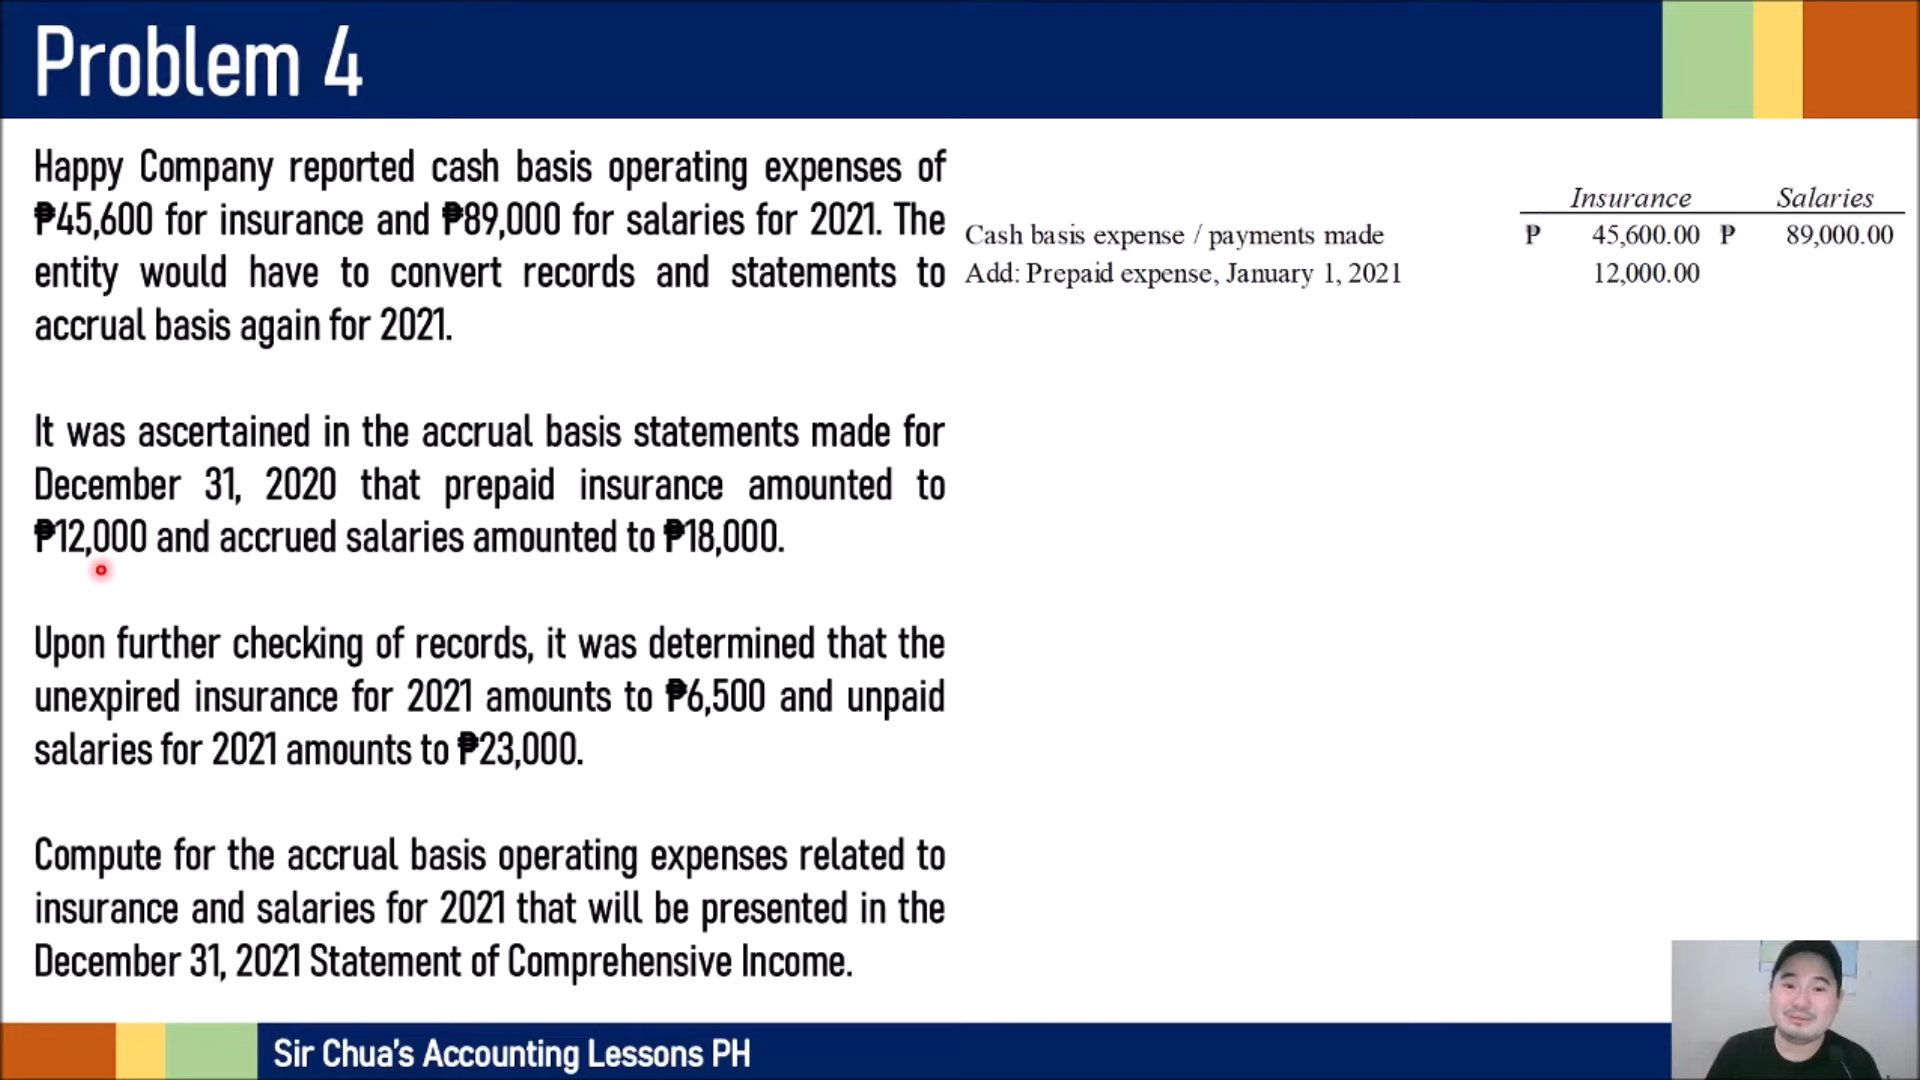 Problem 4
Happy Company reported cash basis operating expenses of
₱45,600 for insurance and ₱89,000 for salaries for 2021. The
entity would have to convert records and statements to
accrual basis again for 2021.
It was ascertained in the accrual basis statements made for
December 31, 2020 that prepaid insurance amounted to
₱12,000 and accrued salaries amounted to ₱18,000.
Upon further checking of records, it was determined that the
unexpired insurance for 2021 amounts to ₱6,500 and unpaid
salaries for 2021 amounts to ₱23,000.
Compute for the accrual basis operating expenses related to
insurance and salaries for 2021 that will be presented in the
December 31, 2021 Statement of Comprehensive Income.
Insurance Salaries
Cash basis expense / payments made ₱ 45,600.00 ₱ 89,000.00
Add: Prepaid expense, January 1, 2021 12,000.00
Sir Chua's Accounting Lessons PH